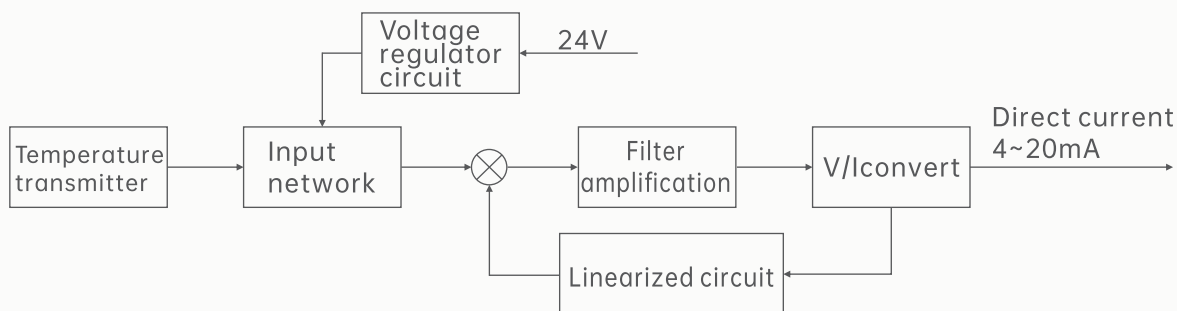 Voltage
regulator
circuit
24V
Temperature
transmitter
Input
network
Filter
amplification
V/Iconvert
Direct current
4~20mA
Linearized circuit